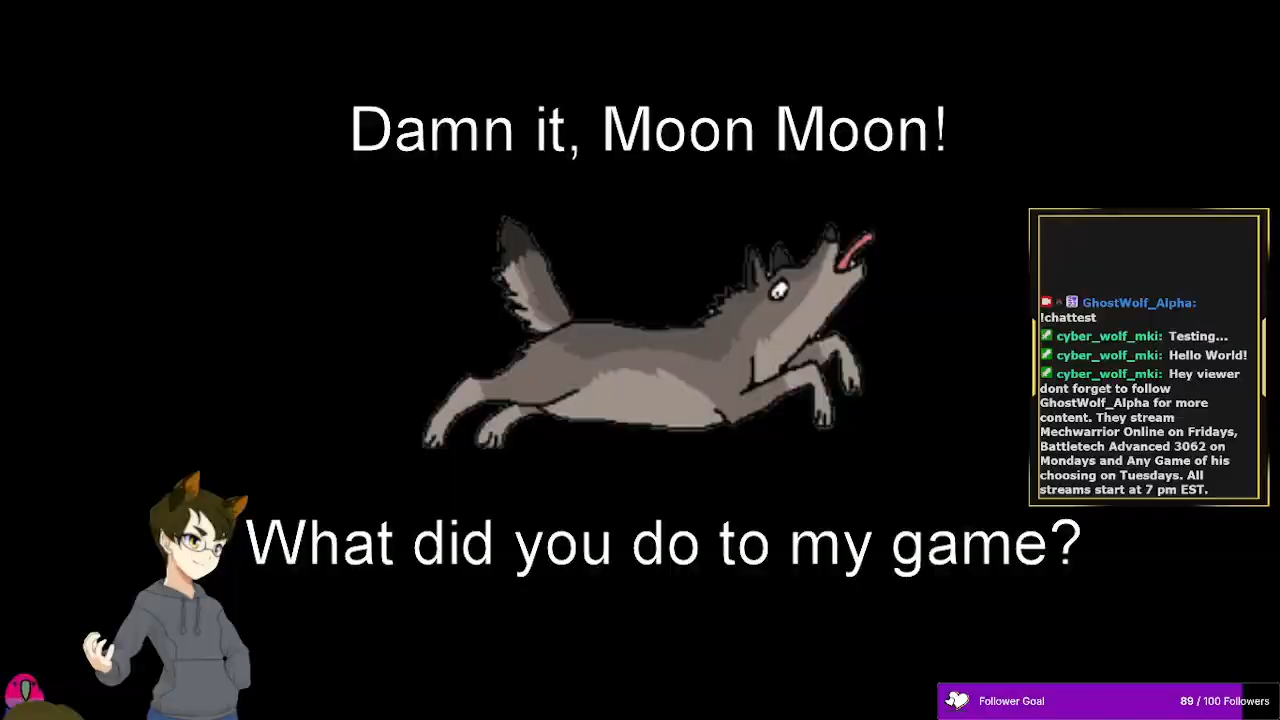 Damn it, Moon Moon!
GhostWolf_Alpha:
!chattest
cyber_wolf_mki: Testing...
cyber_wolf_mki: Hello World!
cyber_wolf_mki: Hey viewer
dont forget to follow
GhostWolf_Alpha for more
content. They stream
Mechwarrior Online on Fridays,
Battletech Advanced 3062 on
Mondays and Any Game of his
choosing on Tuesdays. All
streams start at 7 pm EST.
What did you do to my game?
Follower Goal 89 / 100 Followers